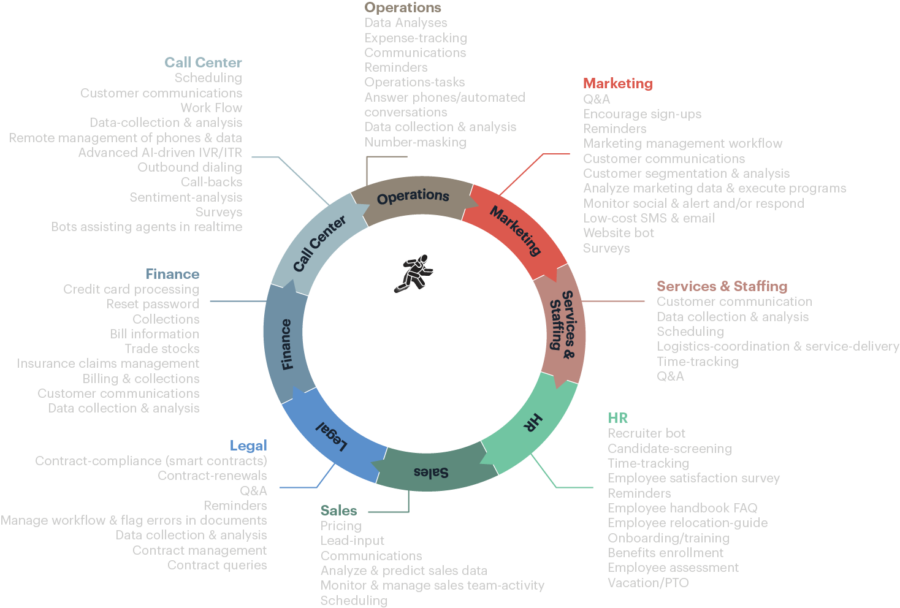 Operations
Data Analyses
Expense-tracking
Communications
Reminders
Operations-tasks
Answer phones/automated
conversations
Data collection & analysis
Number-masking
Call Center
Scheduling
Customer communications
Work Flow
Data-collection & analysis
Remote management of phones & data
Advanced AI-driven IVR/ITR
Outbound dialing
Call-backs
Sentiment-analysis
Surveys
Bots assisting agents in realtime
Marketing
Q&A
Encourage sign-ups
Reminders
Marketing management workflow
Customer communications
Customer segmentation & analysis
Analyze marketing data & execute programs
Monitor social & alert and/or respond
Low-cost SMS & email
Website bot
Surveys
Finance
Credit card processing
Reset password
Collections
Bill information
Trade stocks
Insurance claims management
Billing & collections
Customer communications
Data collection & analysis
Services & Staffing
Customer communication
Data collection & analysis
Scheduling
Logistics-coordination & service-delivery
Time-tracking
Q&A
Operations
Marketing
Services &
Staffing
HR
Sales
Legal
Finance
Call Center
Legal
Contract-compliance (smart contracts)
Contract-renewals
Q&A
Reminders
Manage workflow & flag errors in documents
Data collection & analysis
Contract management
Contract queries
Sales
Pricing
Lead-input
Communications
Analyze & predict sales data
Monitor & manage sales team-activity
Scheduling
HR
Recruiter bot
Candidate-screening
Time-tracking
Employee satisfaction survey
Reminders
Employee handbook FAQ
Employee relocation-guide
Onboarding/training
Benefits enrollment
Employee assessment
Vacation/PTO